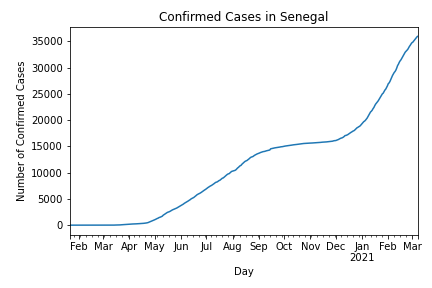 Confirmed Cases in Senegal
Number of Confirmed Cases
35000
30000
25000
20000
15000
10000
5000
0
Feb Mar Apr May Jun Jul Aug Sep Oct Nov Dec Jan Feb Mar
2021
Day